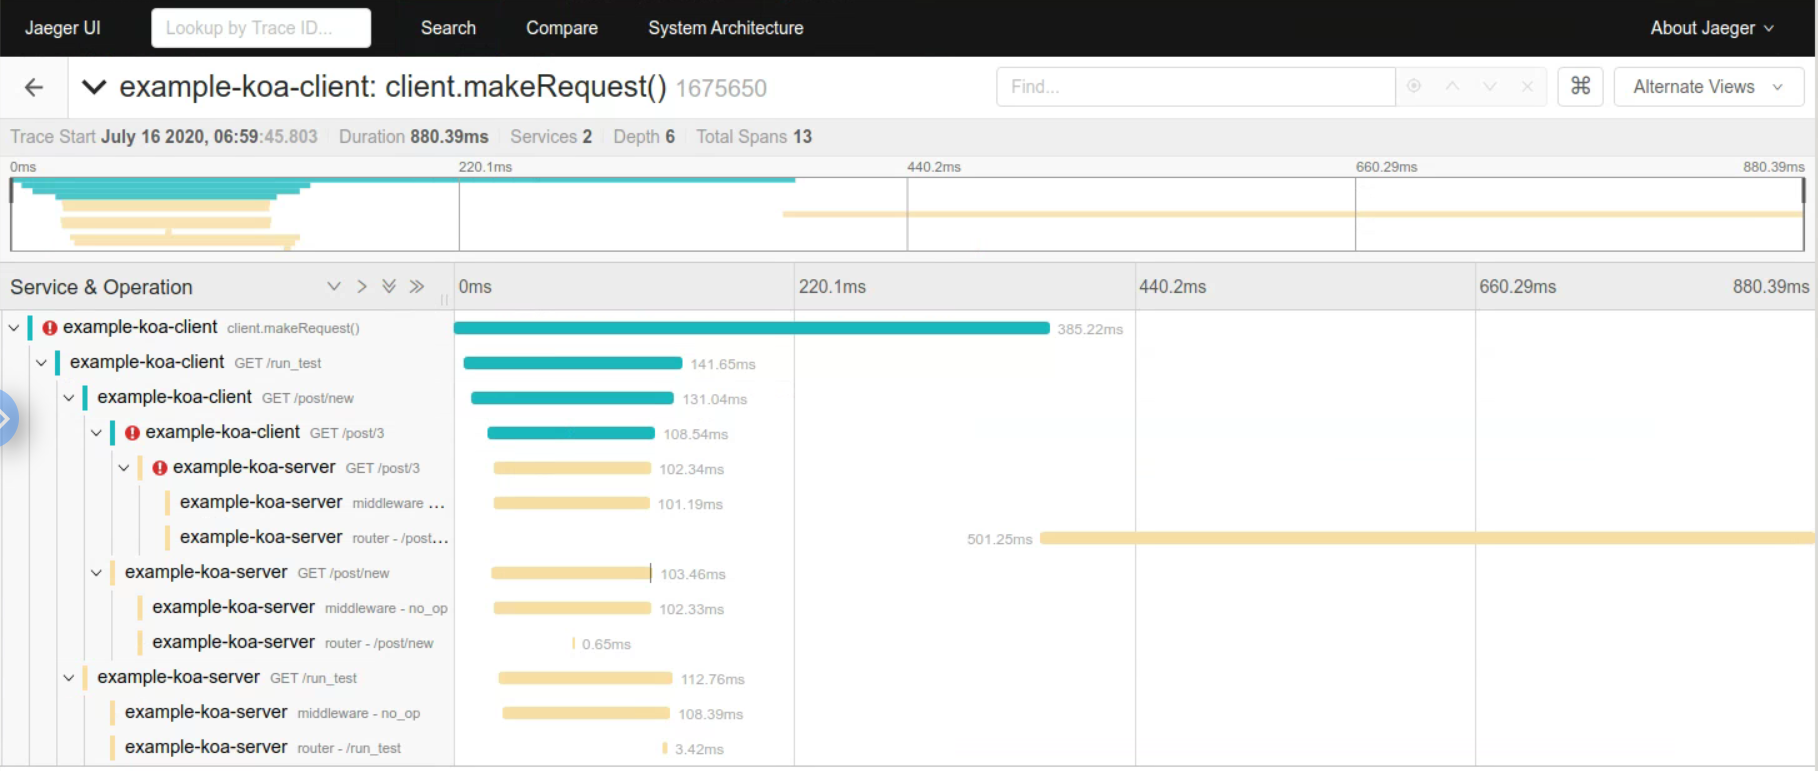 Jaeger UI Lookup by Trace ID... Search Compare System Architecture About Jaeger
example-koa-client: client.makeRequest() 1675650 Find... Alternate Views
Trace Start July 16 2020, 06:59:45.803 Duration 880.39ms Services 2 Depth 6 Total Spans 13
0ms 220.1ms 440.2ms 660.29ms 880.39ms
Service & Operation 0ms 220.1ms 440.2ms 660.29ms 880.39ms
example-koa-client client.makeRequest() 385.22ms
example-koa-client GET /run_test 141.65ms
example-koa-client GET /post/new 131.04ms
example-koa-client GET /post/3 108.54ms
example-koa-server GET /post/3 102.34ms
example-koa-server middleware ... 101.19ms
example-koa-server router - /post... 501.25ms
example-koa-server GET /post/new 103.46ms
example-koa-server middleware - no_op 102.33ms
example-koa-server router - /post/new 0.65ms
example-koa-server GET /run_test 112.76ms
example-koa-server middleware - no_op 108.39ms
example-koa-server router - /run_test 3.42ms